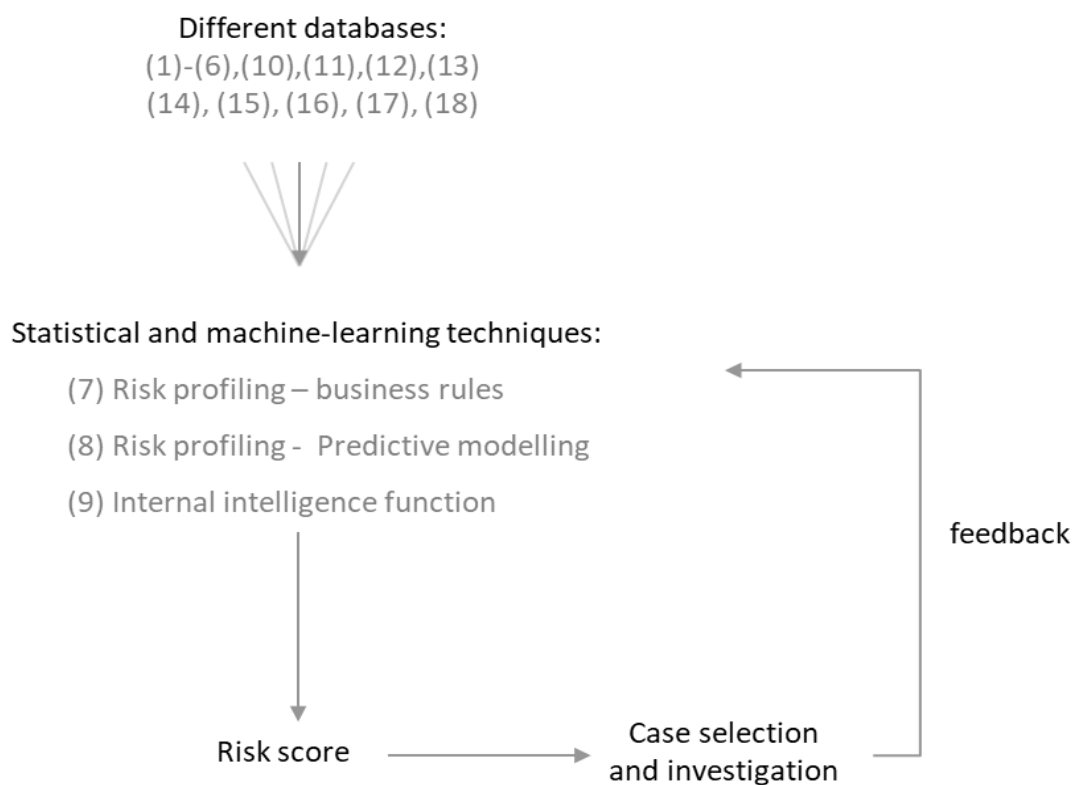 Different databases:
(1)-(6),(10),(11),(12),(13)
(14), (15), (16), (17), (18)
Statistical and machine-learning techniques:
(7) Risk profiling – business rules
(8) Risk profiling -  Predictive modelling
(9) Internal intelligence function
feedback
Risk score
Case selection
and investigation